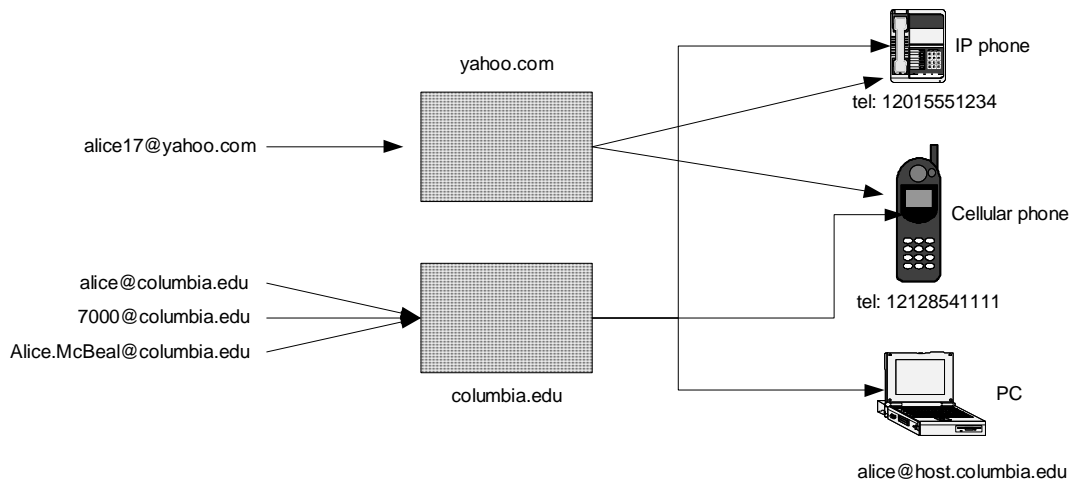 yahoo.com
alice17@yahoo.com
IP phone
tel: 12015551234
Cellular phone
tel: 12128541111
alice@columbia.edu
7000@columbia.edu
Alice.McBeal@columbia.edu
columbia.edu
PC
alice@host.columbia.edu